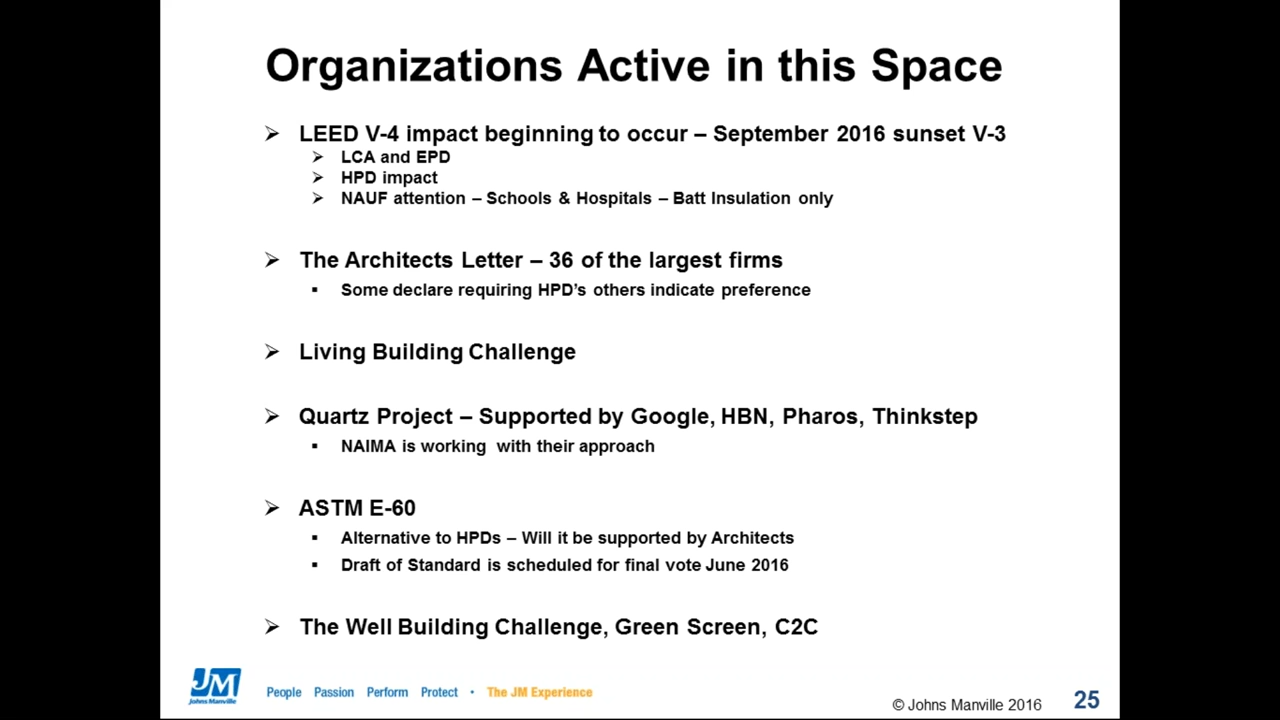 Organizations Active in this Space
➢ LEED V-4 impact beginning to occur – September 2016 sunset V-3
➢ LCA and EPD
➢ HPD impact
➢ NAUF attention – Schools & Hospitals – Batt Insulation only
➢ The Architects Letter – 36 of the largest firms
▪ Some declare requiring HPD's others indicate preference
➢ Living Building Challenge
➢ Quartz Project – Supported by Google, HBN, Pharos, Thinkstep
▪ NAIMA is working with their approach
➢ ASTM E-60
▪ Alternative to HPDs – Will it be supported by Architects
▪ Draft of Standard is scheduled for final vote June 2016
➢ The Well Building Challenge, Green Screen, C2C
JM
Johns Manville
People Passion Perform Protect • The JM Experience
© Johns Manville 2016
25